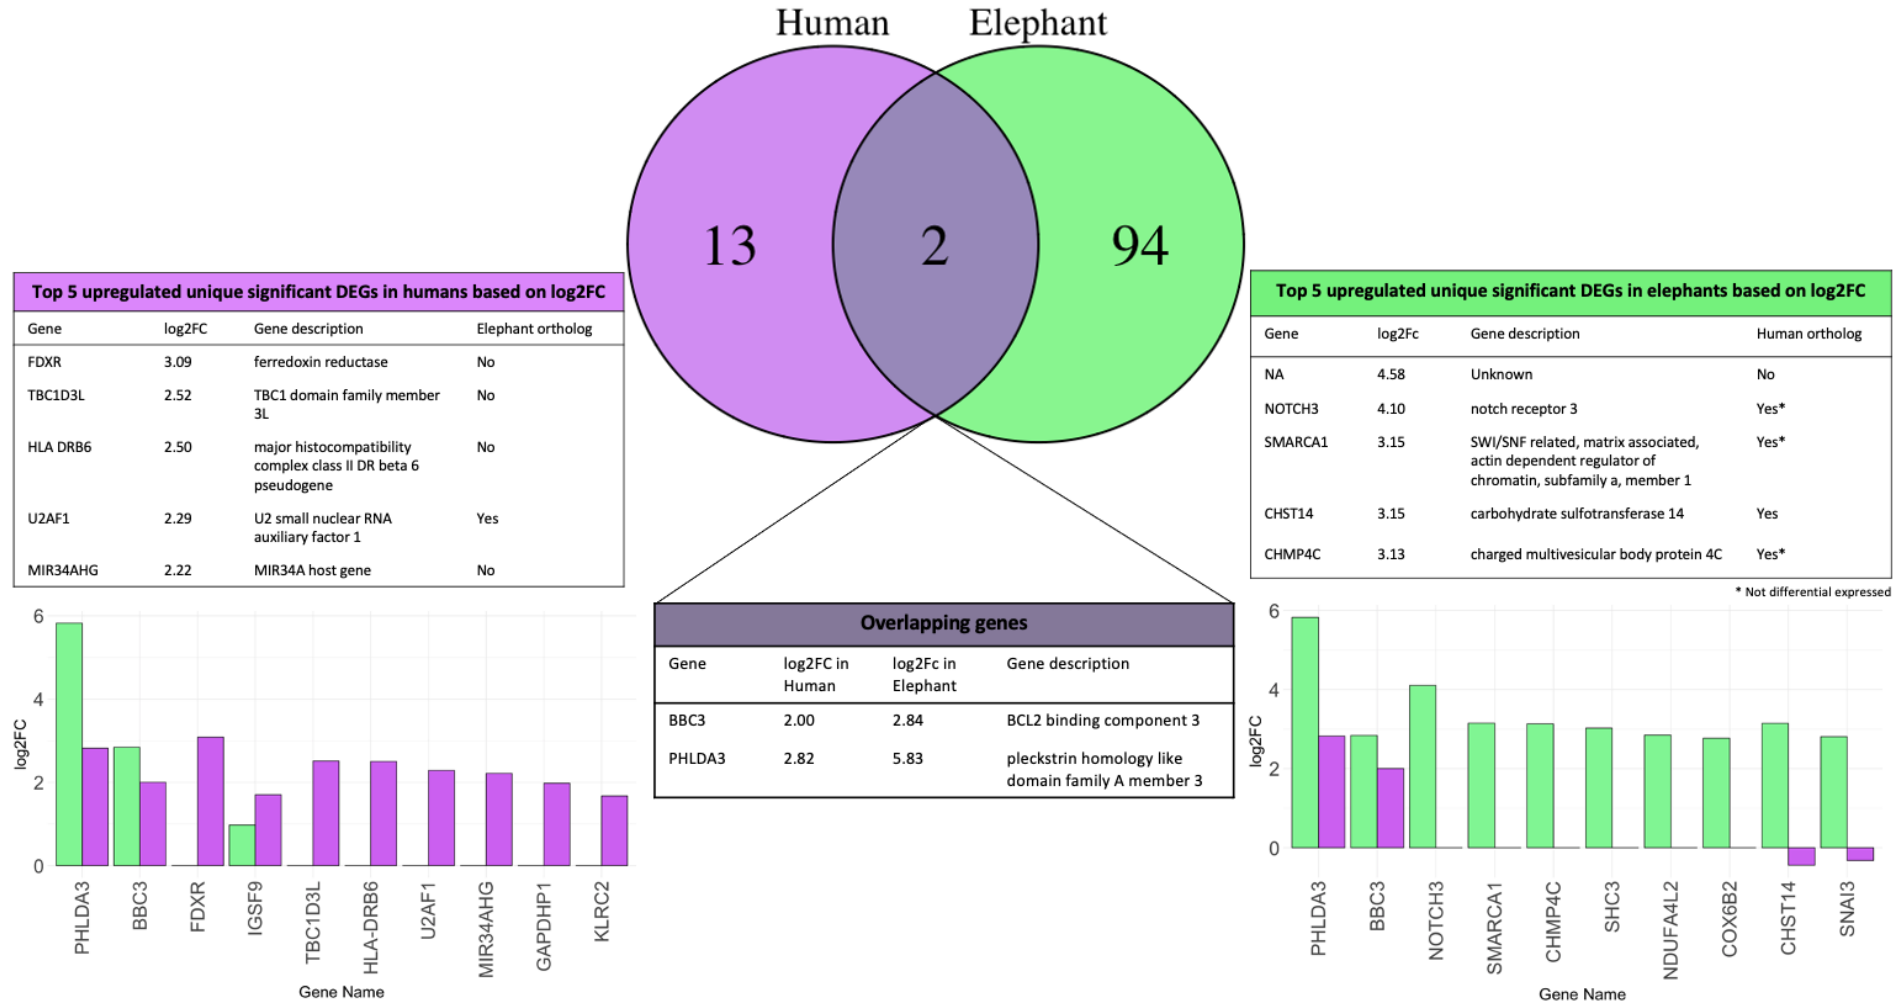 Human Elephant
13 2 94
Top 5 upregulated unique significant DEGs in humans based on log2FC
Gene log2FC Gene description Elephant ortholog
FDXR 3.09 ferredoxin reductase No
TBC1D3L 2.52 TBC1 domain family member No
3L
HLA DRB6 2.50 major histocompatibility No
complex class II DR beta 6
pseudogene
U2AF1 2.29 U2 small nuclear RNA Yes
auxiliary factor 1
MIR34AHG 2.22 MIR34A host gene No
Top 5 upregulated unique significant DEGs in elephants based on log2FC
Gene log2Fc Gene description Human ortholog
NA 4.58 Unknown No
NOTCH3 4.10 notch receptor 3 Yes*
SMARCA1 3.15 SWI/SNF related, matrix associated, Yes*
actin dependent regulator of
chromatin, subfamily a, member 1
CHST14 3.15 carbohydrate sulfotransferase 14 Yes
CHMP4C 3.13 charged multivesicular body protein 4C Yes*
* Not differential expressed
Overlapping genes
Gene log2FC in log2Fc in Gene description
Human Elephant
BBC3 2.00 2.84 BCL2 binding component 3
PHLDA3 2.82 5.83 pleckstrin homology like
domain family A member 3
6
4
2
0
log2FC
PHLDA3
BBC3
FDXR
IGSF9
TBC1D3L
HLA-DRB6
U2AF1
MIR34AHG
GAPDHP1
KLRC2
Gene Name
6
4
2
0
log2FC
PHLDA3
BBC3
NOTCH3
SMARCA1
CHMP4C
SHC3
NDUFA4L2
COX6B2
CHST14
SNAI3
Gene Name